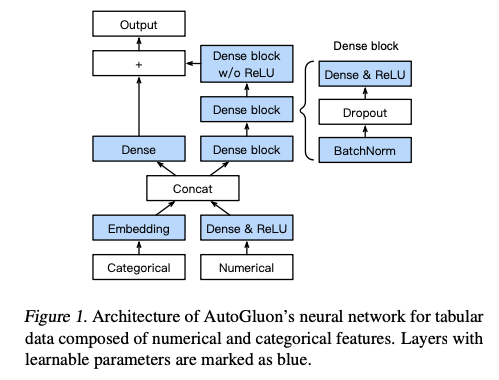 Output
Dense block
+
Dense block
w/o ReLU
Dense & ReLU
Dense block
Dropout
Dense
Dense block
BatchNorm
Concat
Embedding
Dense & ReLU
Categorical
Numerical
Figure 1. Architecture of AutoGluon's neural network for tabular
data composed of numerical and categorical features. Layers with
learnable parameters are marked as blue.